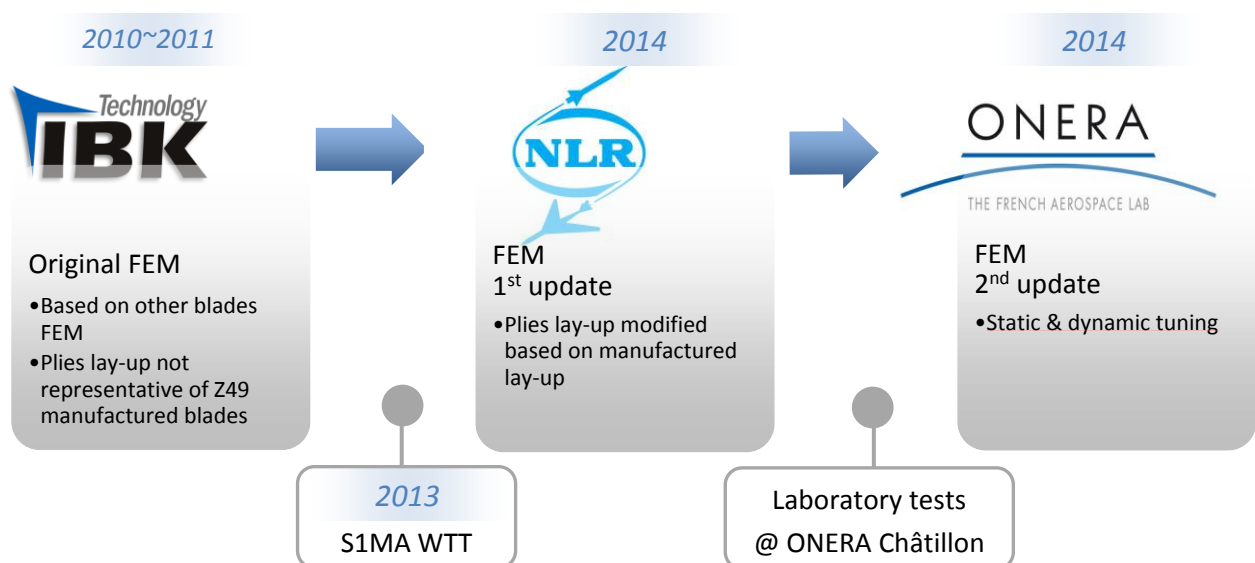 2010~2011
Technology
IBK
Original FEM
•Based on other blades
FEM
•Plies lay-up not
representative of Z49
manufactured blades
2013
S1MA WTT
2014
NLR
FEM
1st update
•Plies lay-up modified
based on manufactured
lay-up
Laboratory tests
@ ONERA Châtillon
2014
ONERA
THE FRENCH AEROSPACE LAB
FEM
2nd update
•Static & dynamic tuning